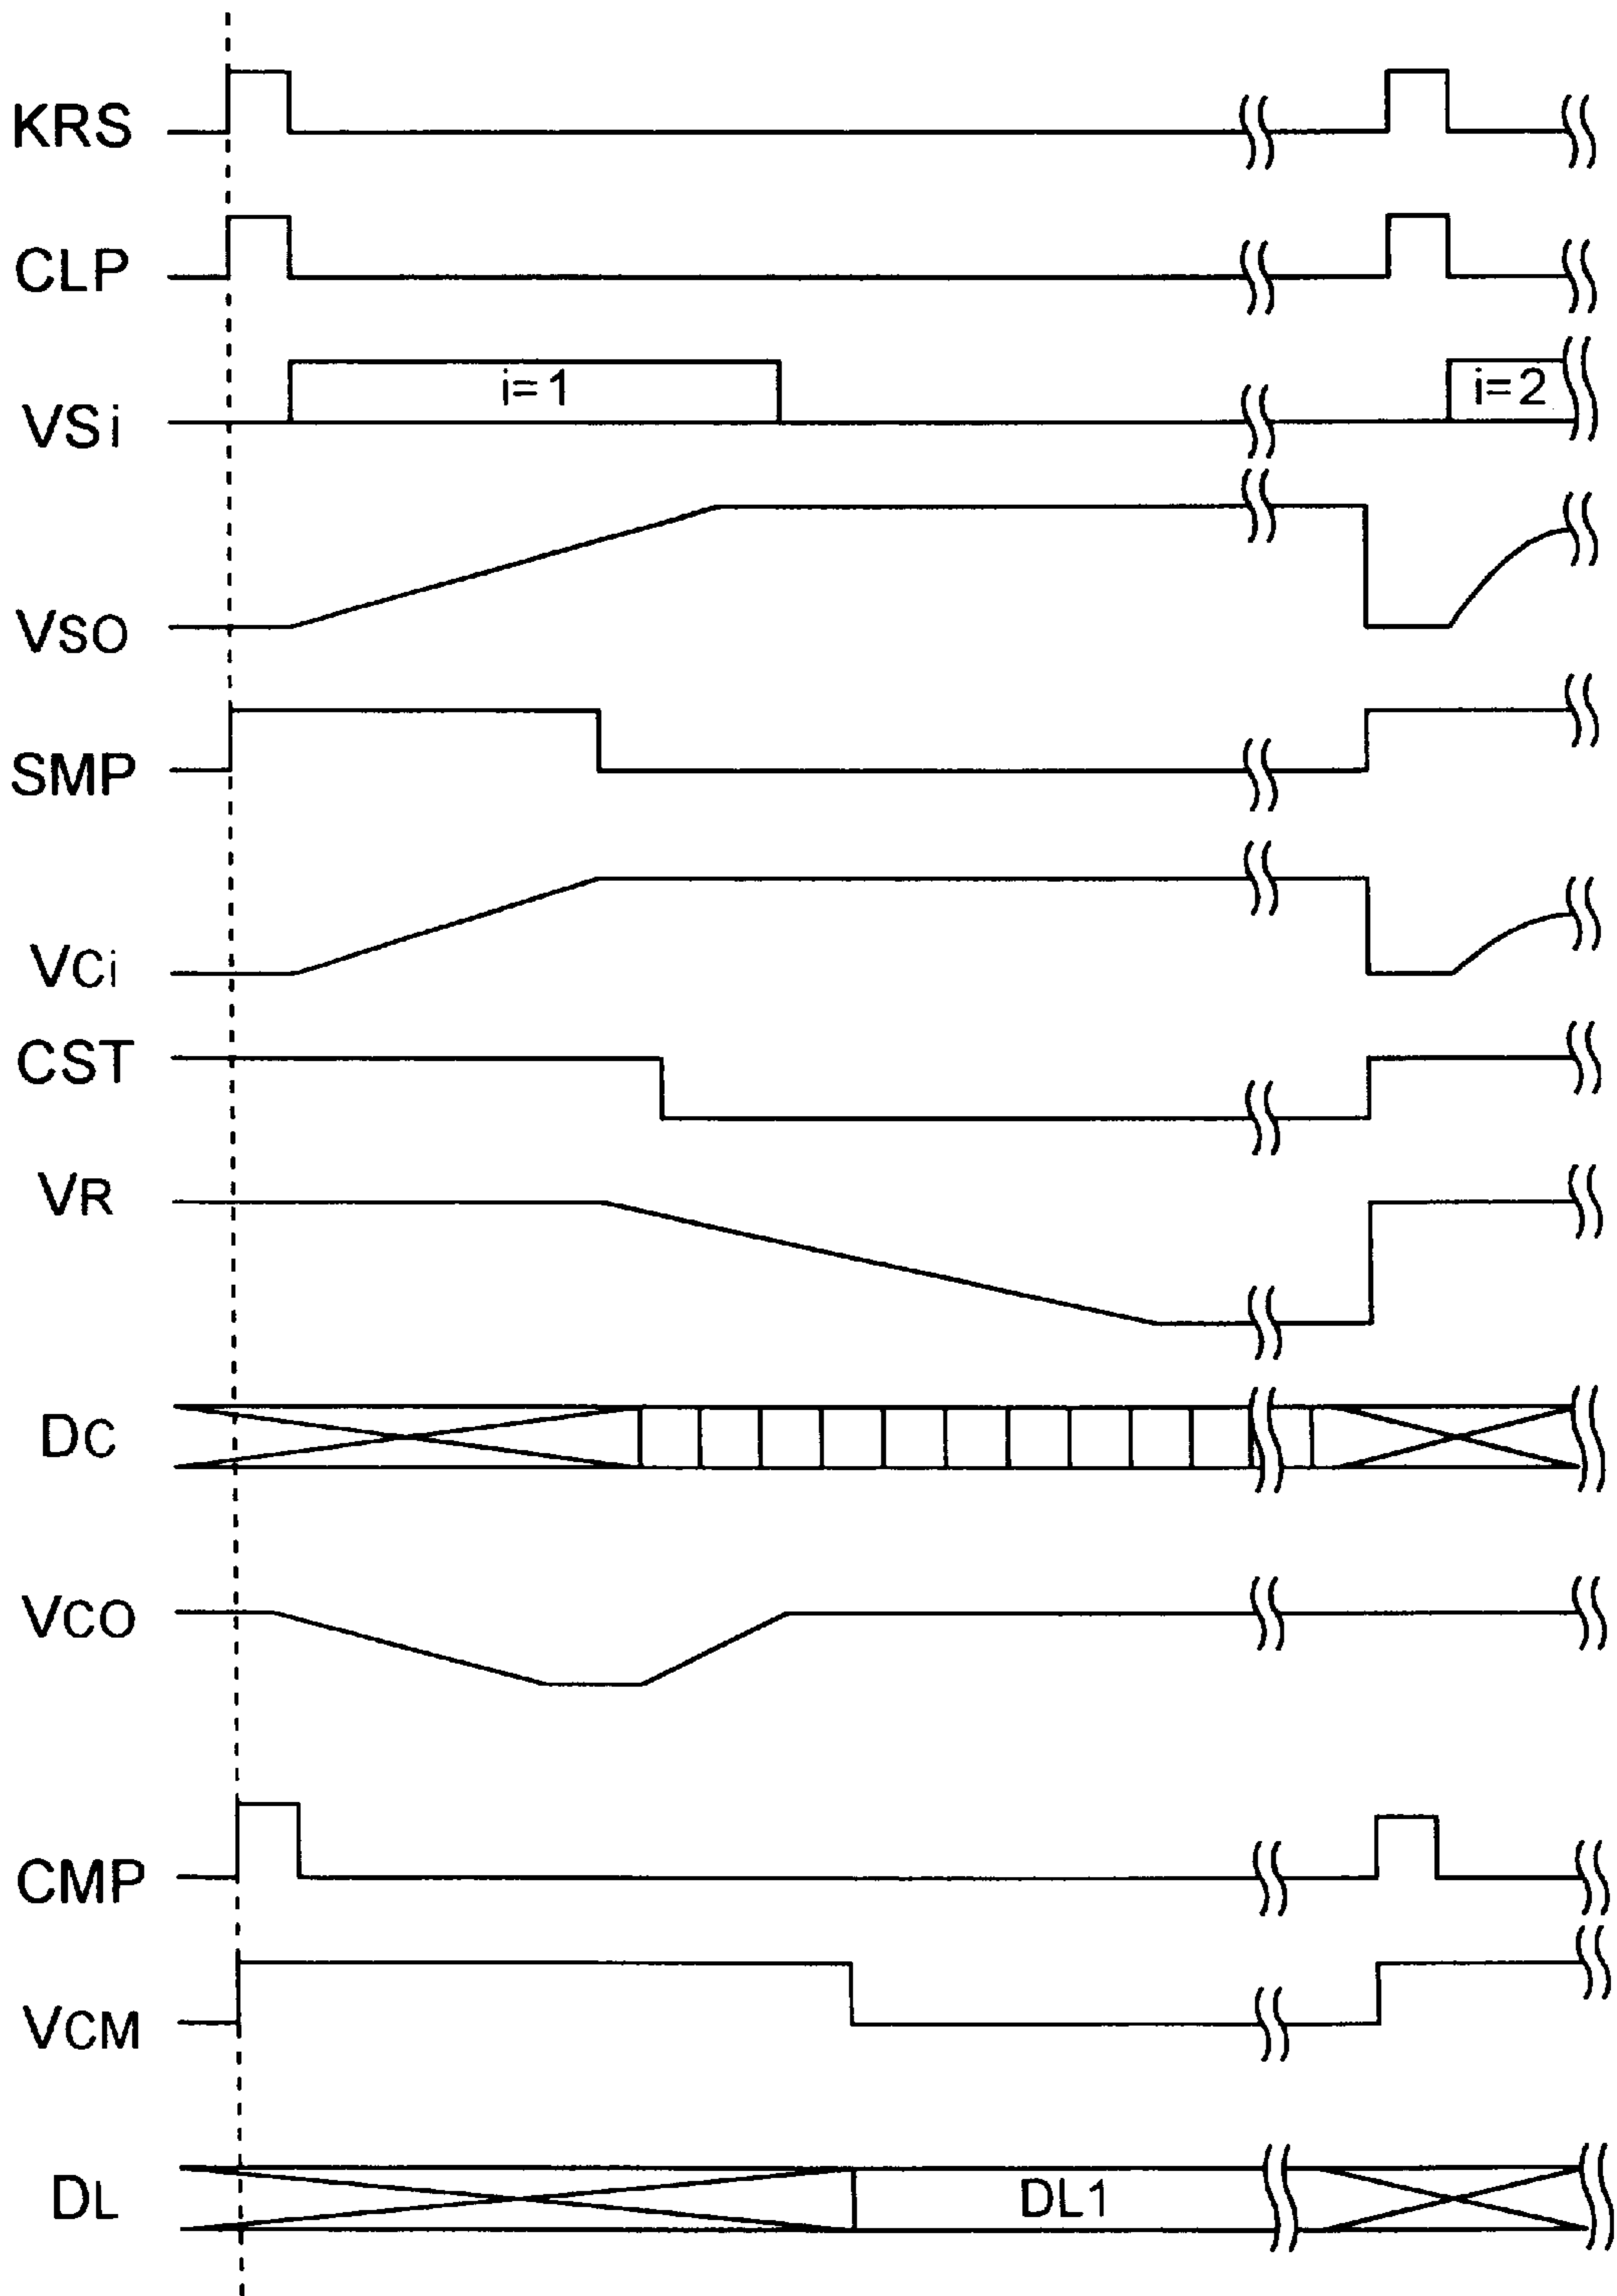 KRS
CLP
VSi
i=1
i=2
VSO
SMP
VCi
CST
VR
DC
VCO
CMP
VCM
DL
DL1